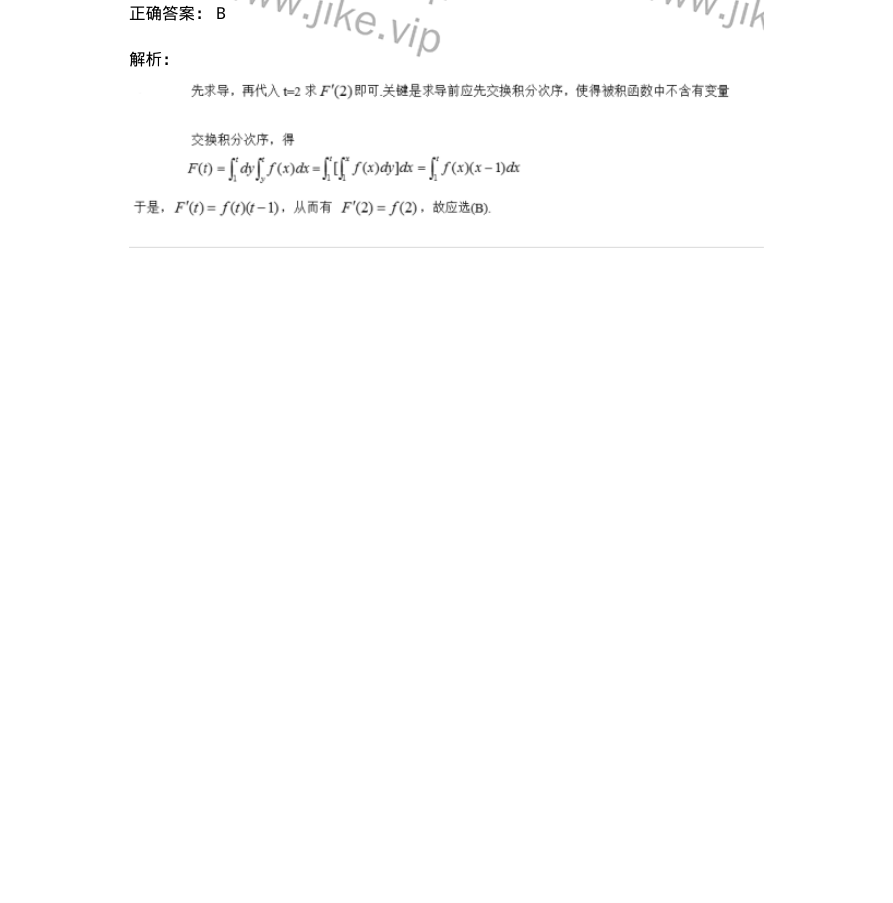 www.jike.vip
正确答案： B
解析：
先求导，再代入 t=2 求 F′(2)即可.关键是求导前应先交换积分次序，使得被积函数中不含有变量
交换积分次序，得
F(t) = ∫₁ᵗ dy∫ᵧᵗ f(x)dx = ∫₁ᵗ[∫₁ˣ f(x)dy]dx = ∫₁ᵗ f(x)(x−1)dx
于是，F′(t) = f(t)(t−1)，从而有 F′(2) = f(2)，故应选(B).